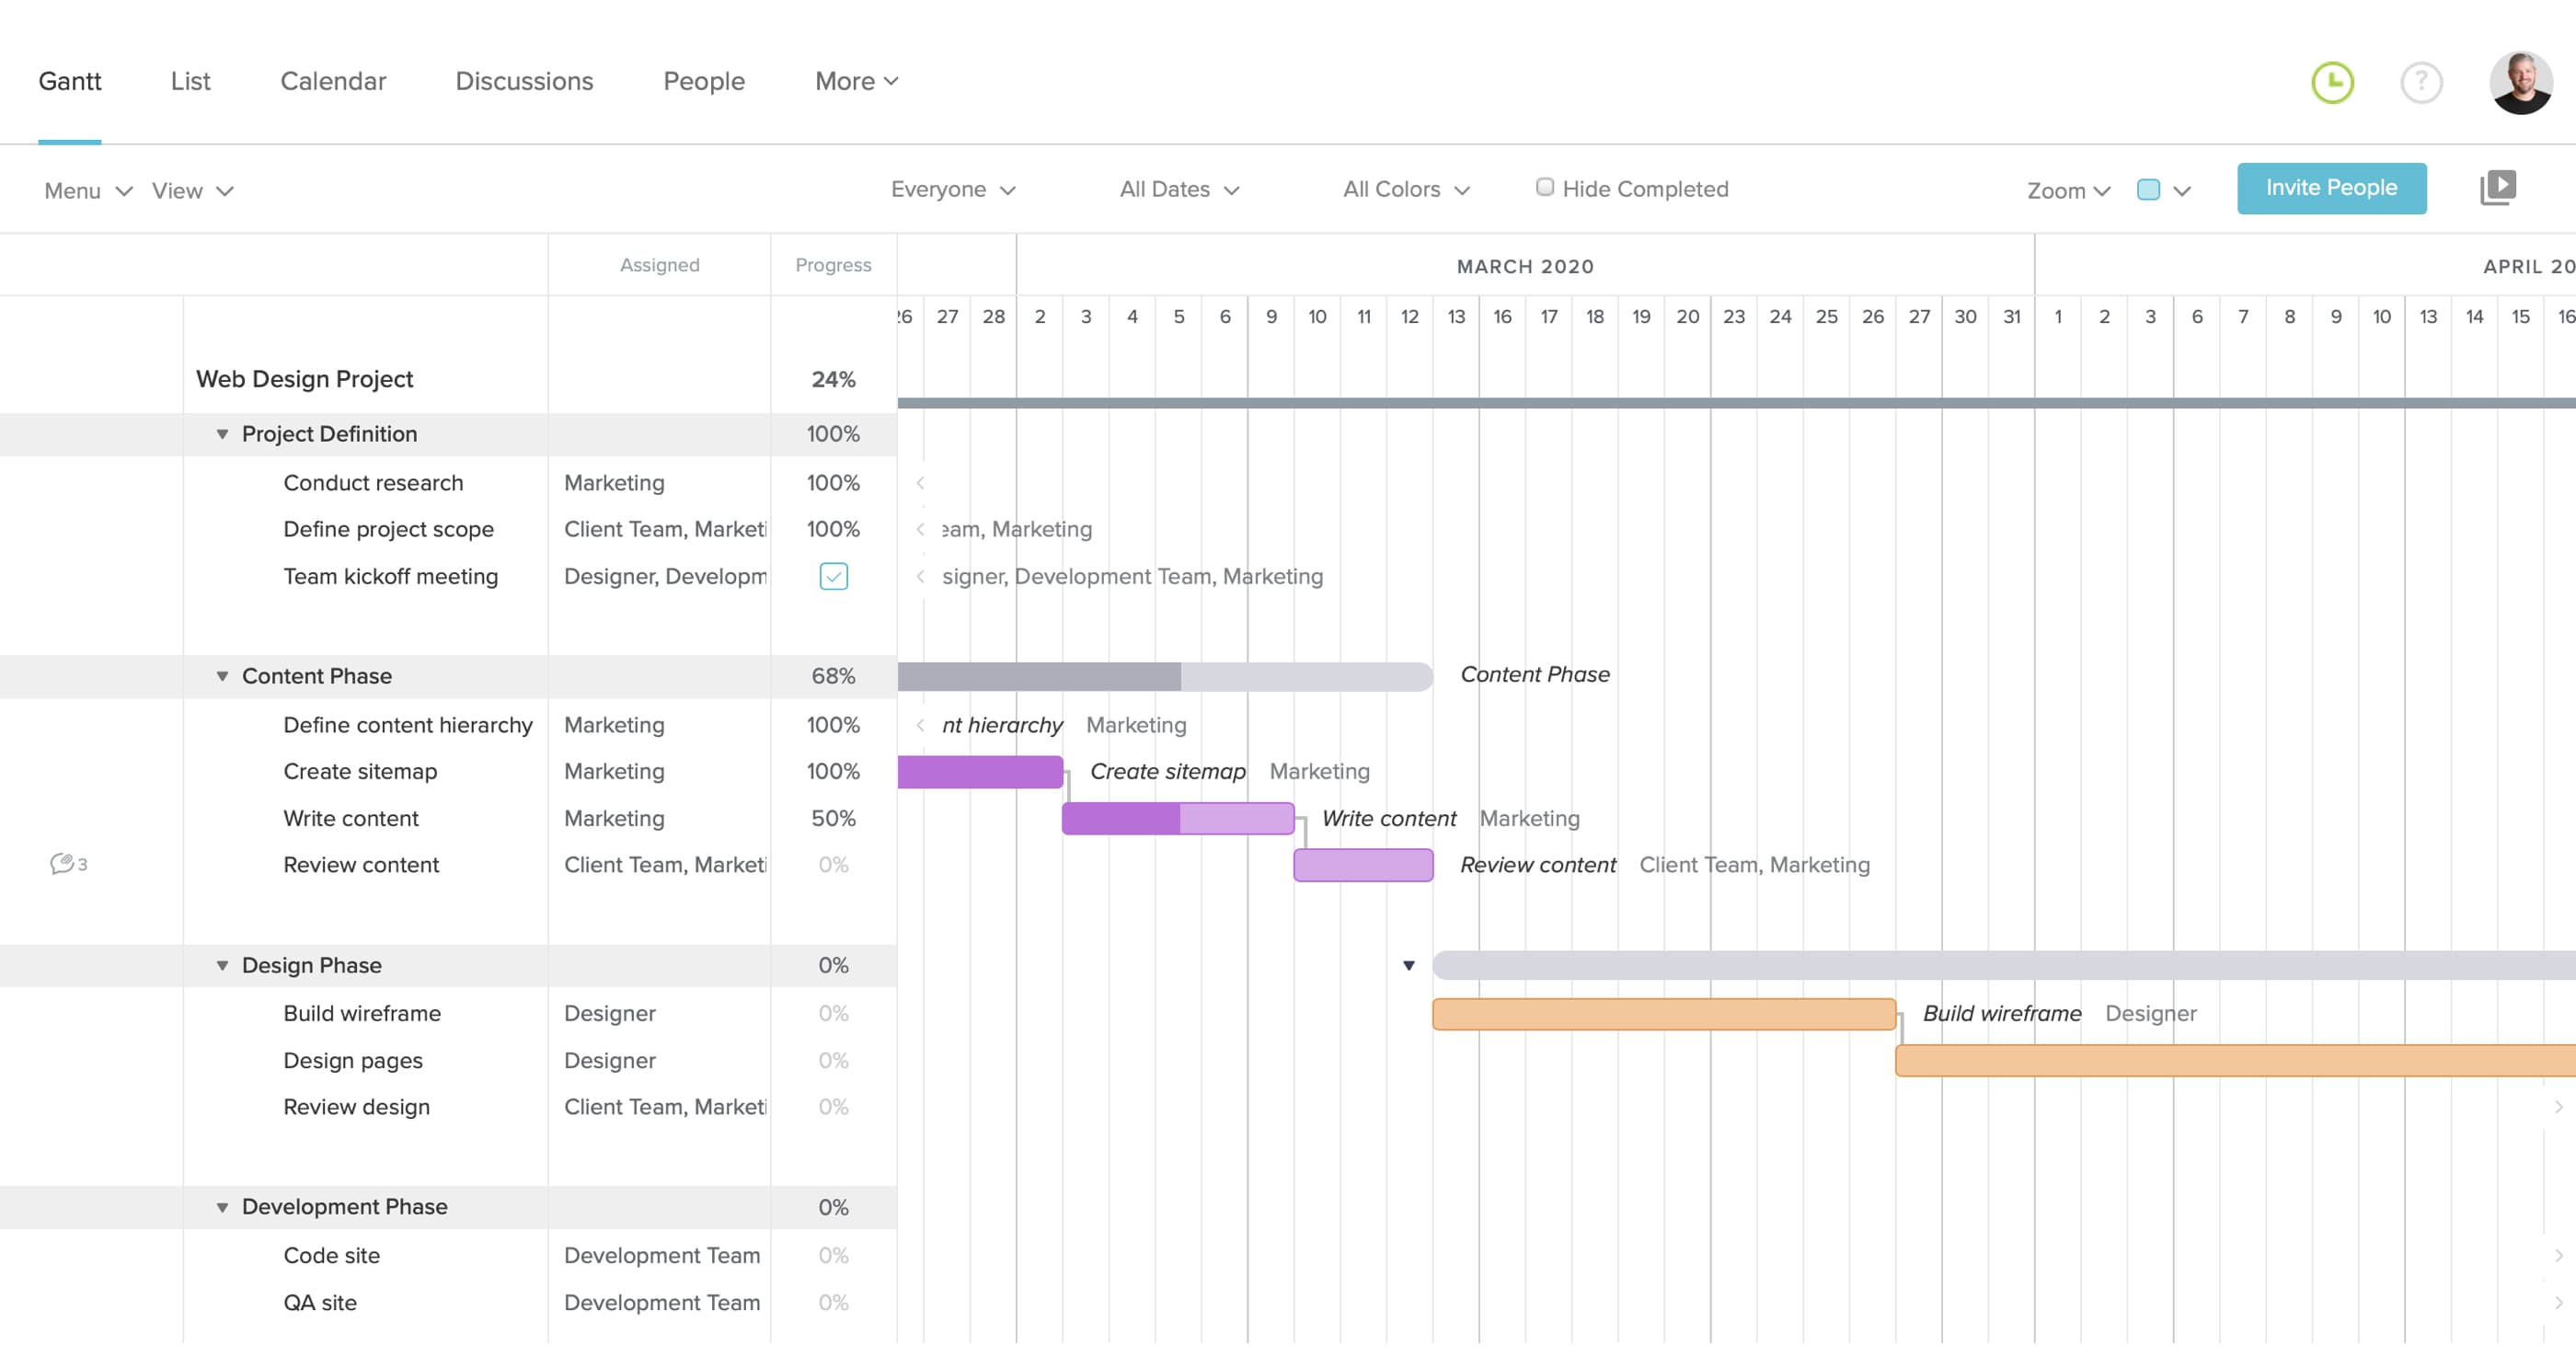 Gantt List Calendar Discussions People More ?
Menu View Everyone All Dates All Colors Hide Completed Zoom Invite People
Assigned Progress MARCH 2020 APRIL 20
26 27 28 2 3 4 5 6 9 10 11 12 13 16 17 18 19 20 23 24 25 26 27 30 31 1 2 3 6 7 8 9 10 13 14 15 16
Web Design Project 24%
Project Definition 100%
Conduct research Marketing 100%
Define project scope Client Team, Marketi 100% eam, Marketing
Team kickoff meeting Designer, Developm signer, Development Team, Marketing
Content Phase 68% Content Phase
Define content hierarchy Marketing 100% nt hierarchy Marketing
Create sitemap Marketing 100% Create sitemap Marketing
Write content Marketing 50% Write content Marketing
3 Review content Client Team, Marketi 0% Review content Client Team, Marketing
Design Phase 0%
Build wireframe Designer 0% Build wireframe Designer
Design pages Designer 0%
Review design Client Team, Marketi 0%
Development Phase 0%
Code site Development Team 0%
QA site Development Team 0%